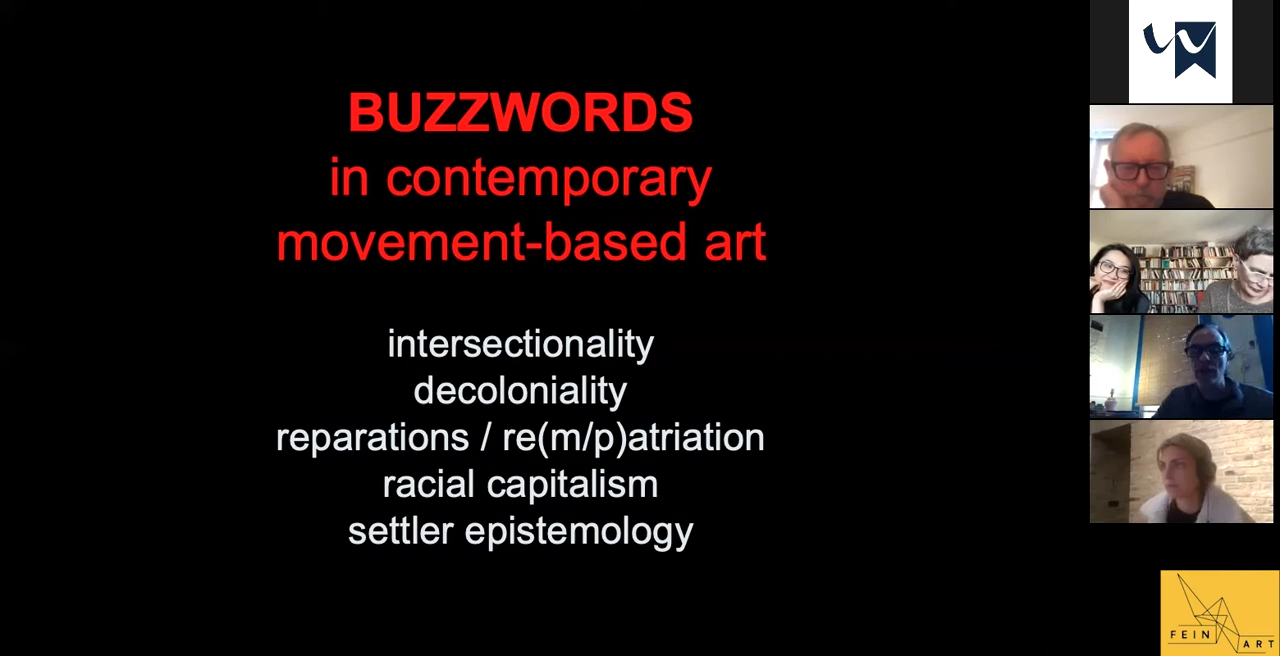 BUZZWORDS
in contemporary
movement-based art
intersectionality
decoloniality
reparations / re(m/p)atriation
racial capitalism
settler epistemology
FEIN
ART